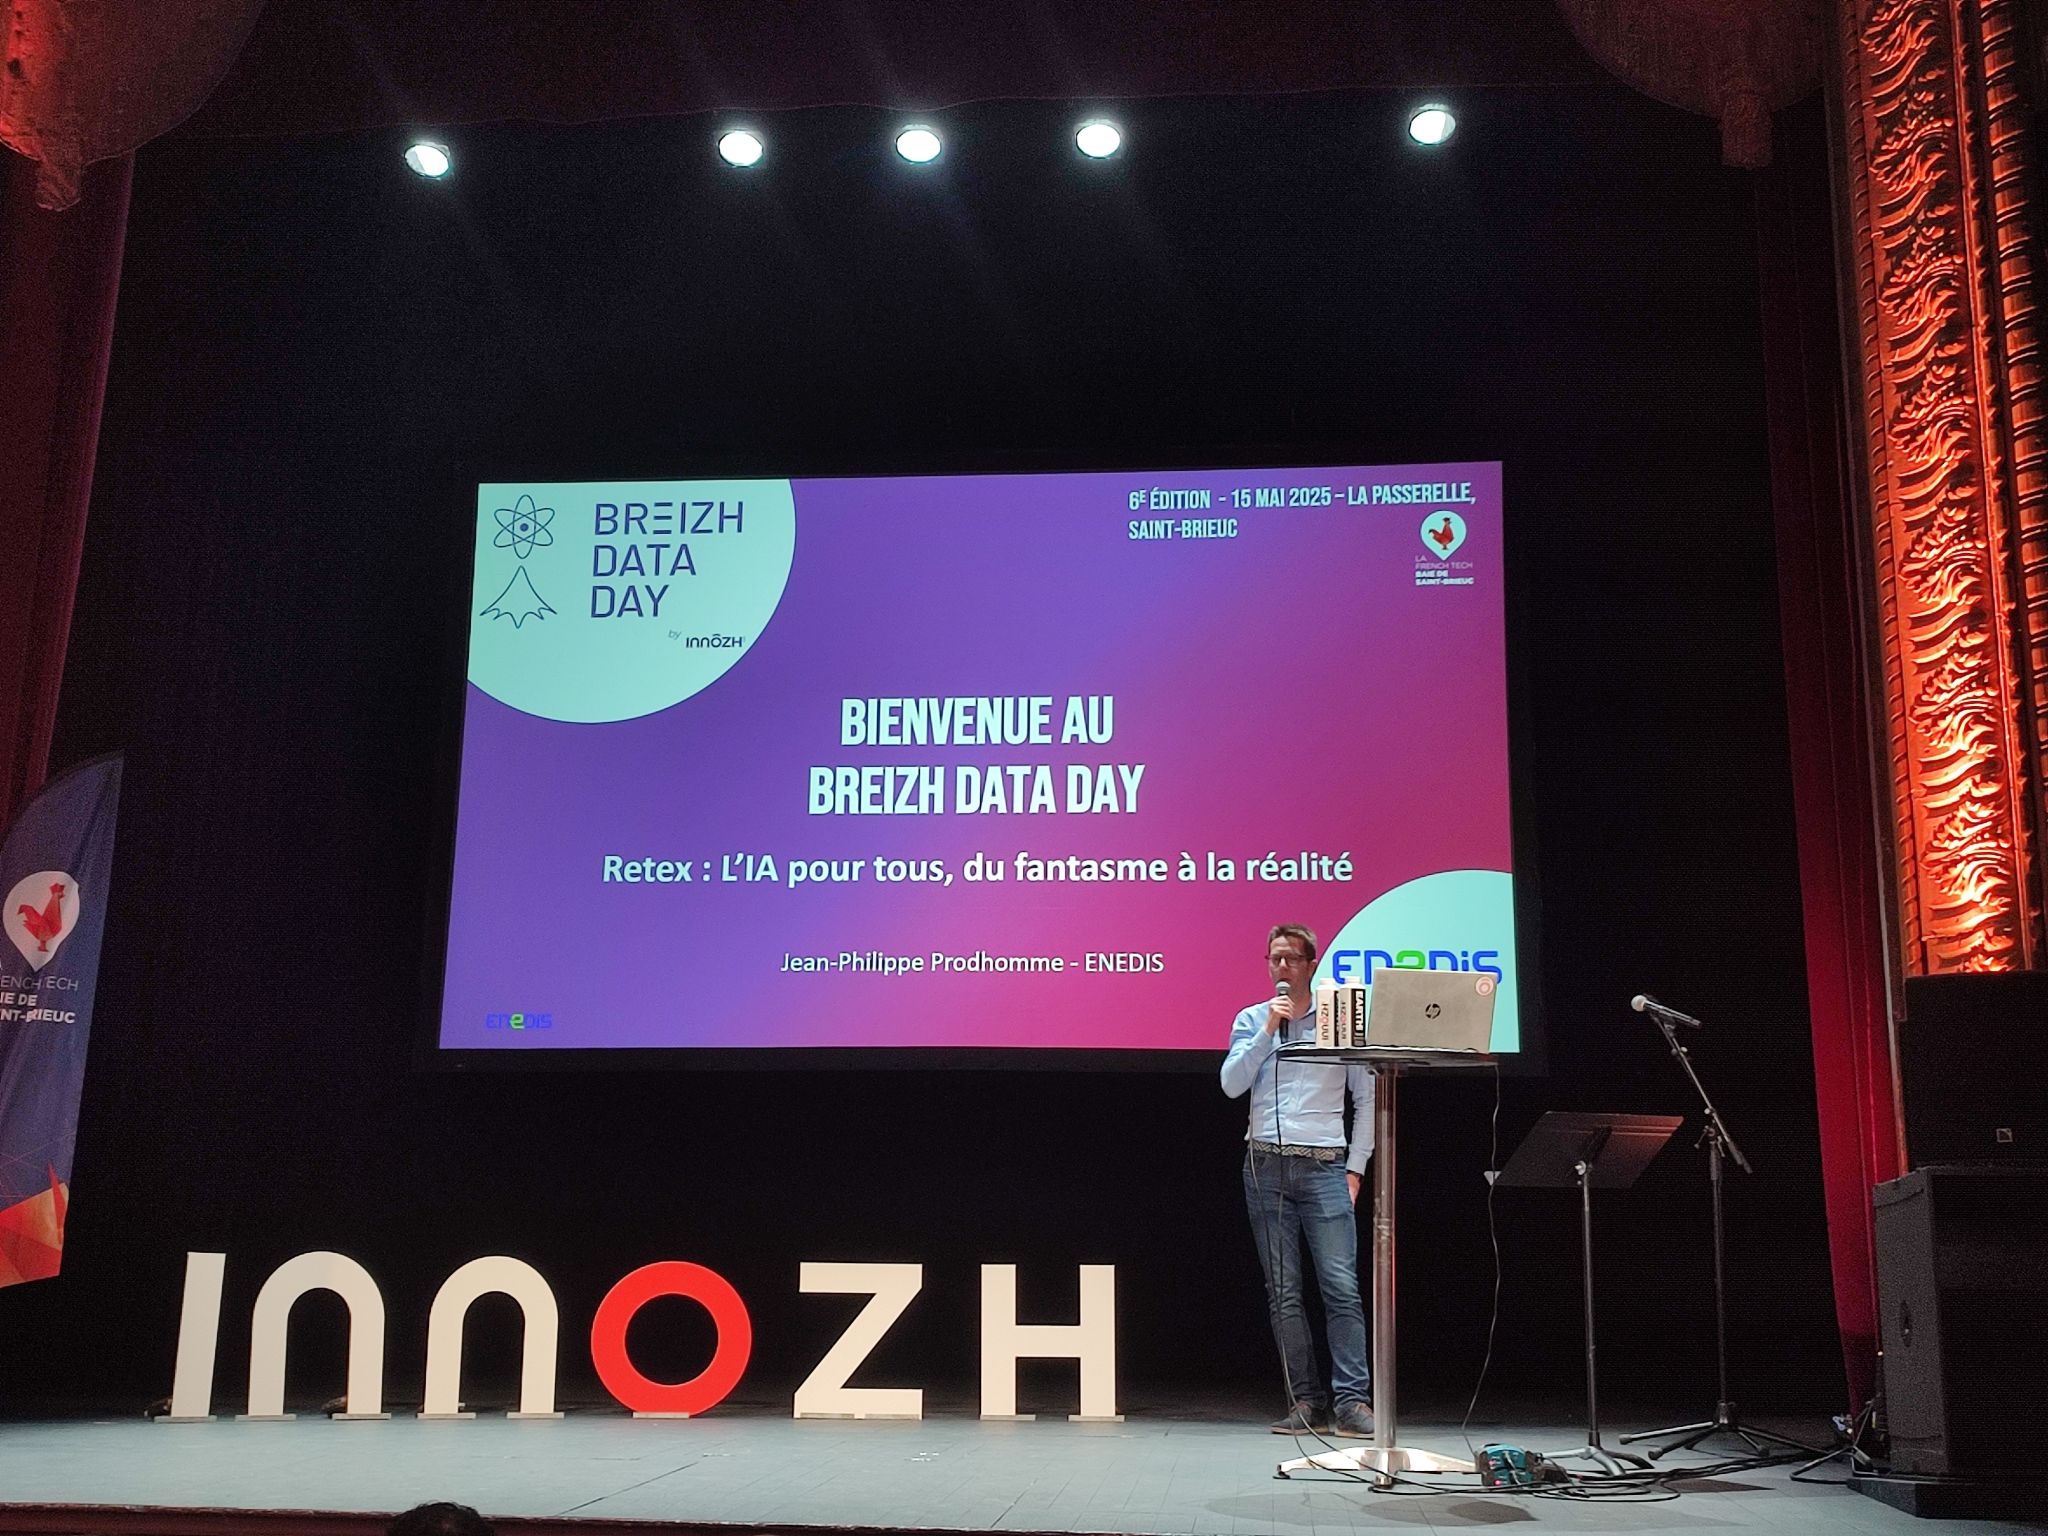 BREIZH
DATA
DAY
by INNÔZH
6E ÉDITION - 15 MAI 2025 – LA PASSERELLE,
SAINT-BRIEUC
LA
FRENCH TECH
BAIE DE
SAINT-BRIEUC
BIENVENUE AU
BREIZH DATA DAY
Retex : L'IA pour tous, du fantasme à la réalité
Jean-Philippe Prodhomme - ENEDIS
ENEDIS
ENEDIS
hp
INNOZH